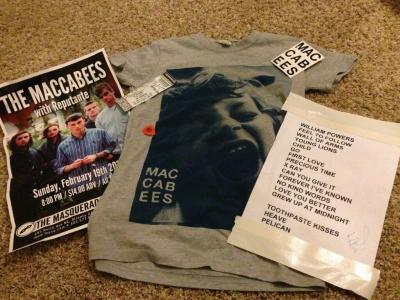 THE MACCABEES
with Reputante
Sunday, February 19th
8:00 PM / $14.00 ADV /
THE MASQUERADE
MAC
CAB
EES
MAC
CAB
EES
WILLIAM POWERS
FEEL TO FOLLOW
WALL OF ARMS
YOUNG LIONS
CHILD
GO
FIRST LOVE
PRECIOUS TIME
X RAY
CAN YOU GIVE IT
FOREVER I'VE KNOWN
NO KIND WORDS
LOVE YOU BETTER
GREW UP AT MIDNIGHT
TOOTHPASTE KISSES
HEAVE
PELICAN